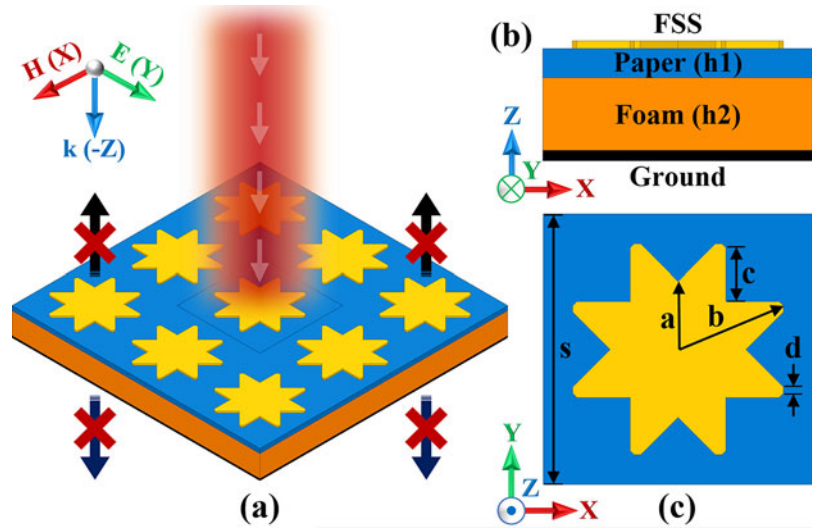 H (X)
E (Y)
k (-Z)
(a)
(b)
FSS
Paper (h1)
Foam (h2)
Ground
Z
Y
X
s
a
b
c
d
Y
Z
X
(c)